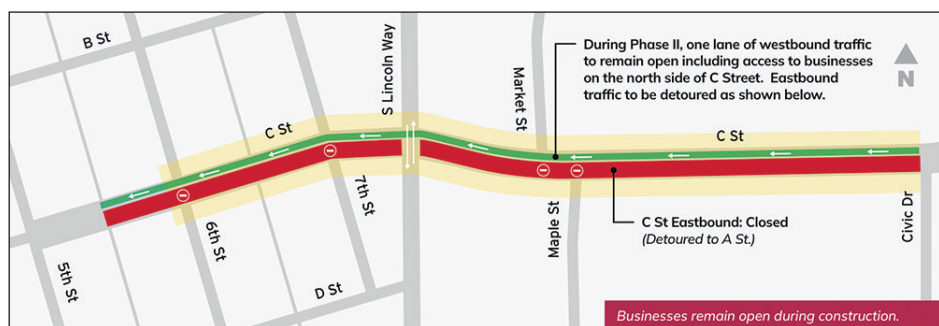 B St
C St
S Lincoln Way
Market St
During Phase II, one lane of westbound traffic
to remain open including access to businesses
on the north side of C Street. Eastbound
traffic to be detoured as shown below.
N
C St
5th St
6th St
7th St
D St
Maple St
C St Eastbound: Closed
(Detoured to A St.)
Civic Dr
Businesses remain open during construction.